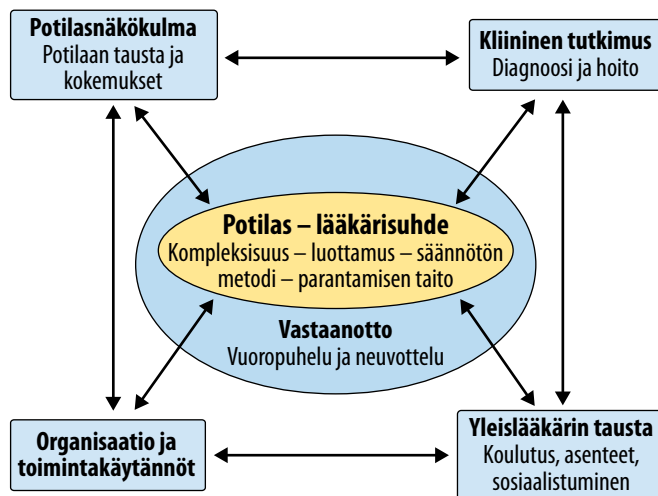 Potilasnäkökulma
Potilaan tausta ja
kokemukset
Kliininen tutkimus
Diagnoosi ja hoito
Potilas – lääkärisuhde
Kompleksisuus – luottamus – säännötön
metodi – parantamisen taito
Vastaanotto
Vuoropuhelu ja neuvottelu
Organisaatio ja
toimintakäytännöt
Yleislääkärin tausta
Koulutus, asenteet,
sosiaalistuminen